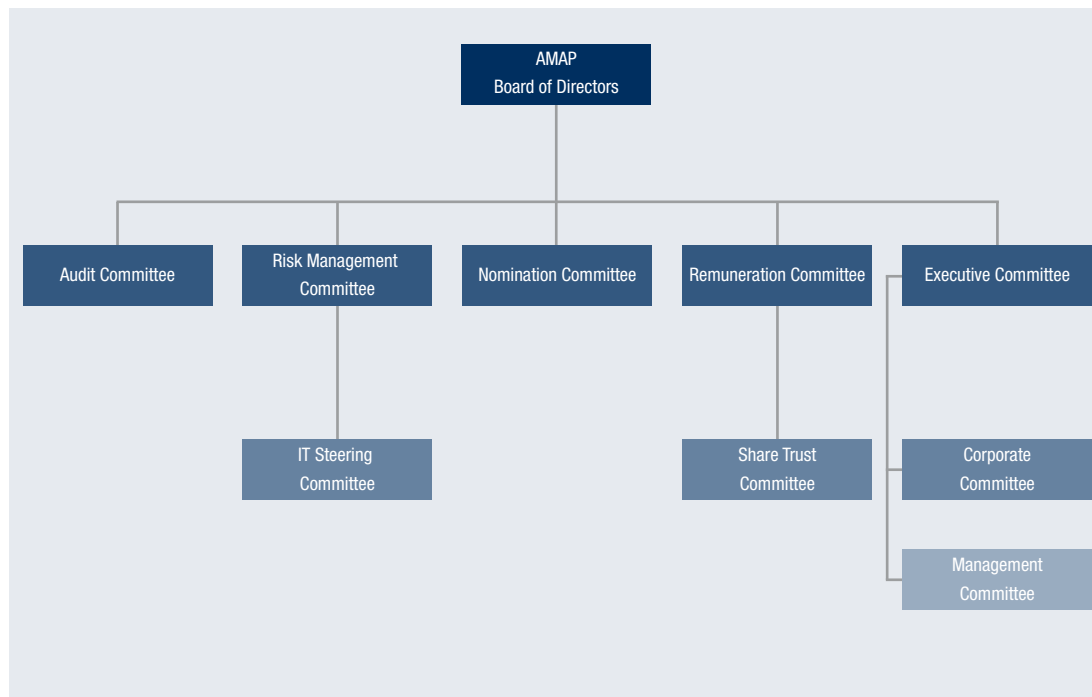 AMAP
Board of Directors
Audit Committee
Risk Management
Committee
Nomination Committee
Remuneration Committee
Executive Committee
IT Steering
Committee
Share Trust
Committee
Corporate
Committee
Management
Committee